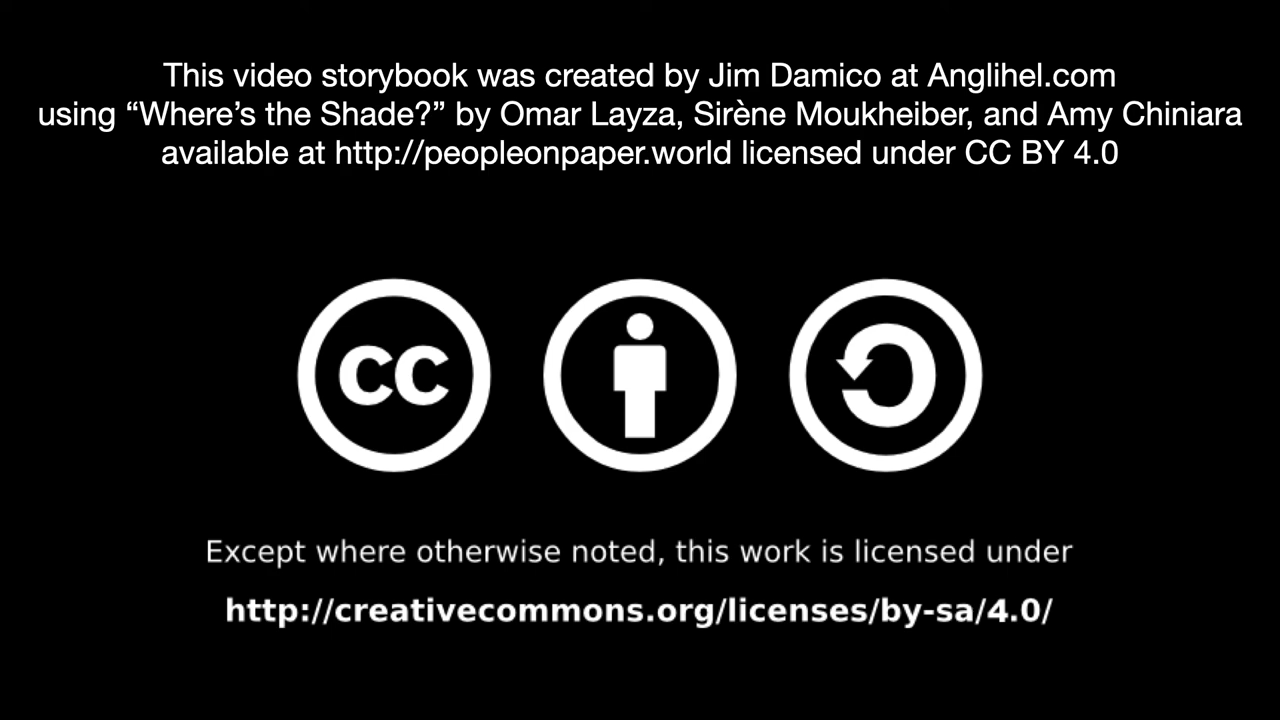 This video storybook was created by Jim Damico at Anglihel.com
using “Where’s the Shade?” by Omar Layza, Sirène Moukheiber, and Amy Chiniara
available at http://peopleonpaper.world licensed under CC BY 4.0
cc
Except where otherwise noted, this work is licensed under
http://creativecommons.org/licenses/by-sa/4.0/